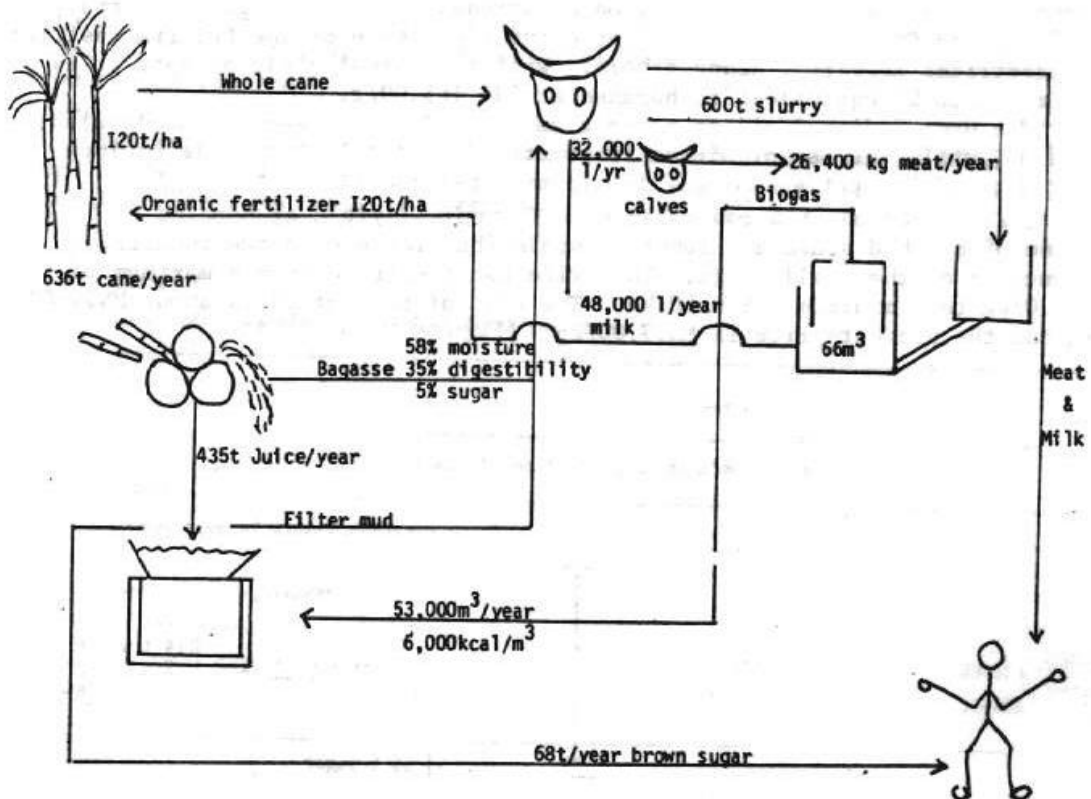 Whole cane
600t slurry
I20t/ha
32,000
l/yr
26,400 kg meat/year
calves
Biogas
Organic fertilizer I20t/ha
636t cane/year
48,000 l/year
milk
66m³
58% moisture
Bagasse 35% digestibility
5% sugar
Meat
&
Milk
435t Juice/year
Filter mud
53,000m³/year
6,000kcal/m³
68t/year brown sugar